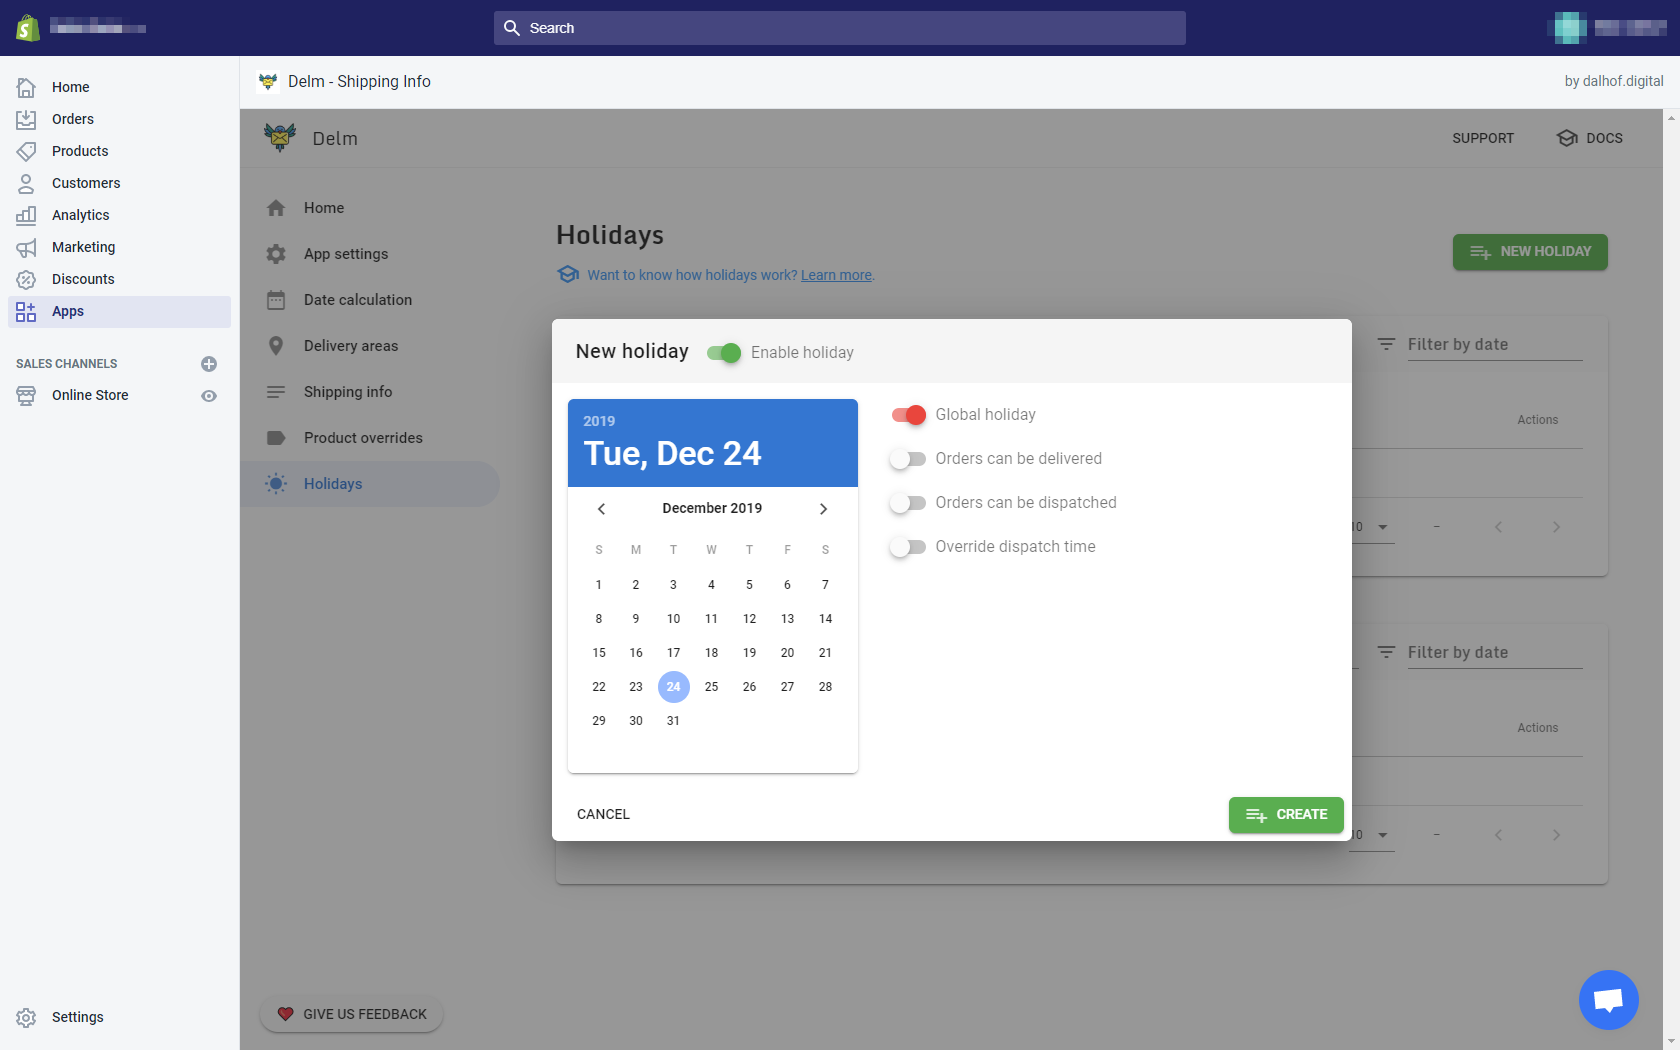 Search
Home
Orders
Products
Customers
Analytics
Marketing
Discounts
Apps
SALES CHANNELS
Online Store
Settings
Delm - Shipping Info
by dalhof.digital
Delm
SUPPORT
DOCS
Home
App settings
Date calculation
Delivery areas
Shipping info
Product overrides
Holidays
GIVE US FEEDBACK
Holidays
Want to know how holidays work? Learn more.
NEW HOLIDAY
Filter by date
Actions
10
–
Filter by date
Actions
10
–
New holiday
Enable holiday
2019
Tue, Dec 24
December 2019
S M T W T F S
1 2 3 4 5 6 7
8 9 10 11 12 13 14
15 16 17 18 19 20 21
22 23 24 25 26 27 28
29 30 31
Global holiday
Orders can be delivered
Orders can be dispatched
Override dispatch time
CANCEL
CREATE